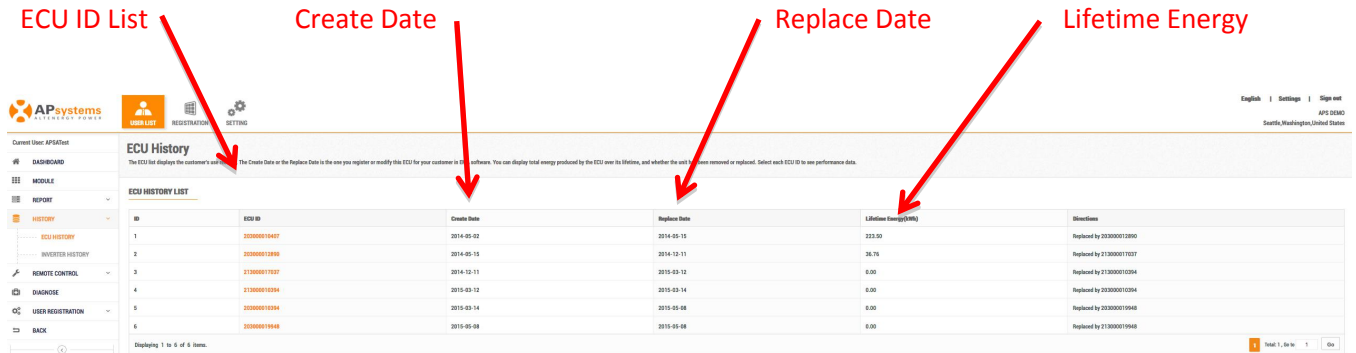 ECU ID List Create Date Replace Date Lifetime Energy
APsystems
ALTENERGY POWER
USER LIST REGISTRATION SETTING
English | Settings | Sign out
APS DEMO
Seattle,Washington,United States
Current User: APSATest
DASHBOARD
MODULE
REPORT
HISTORY
ECU HISTORY
INVERTER HISTORY
REMOTE CONTROL
DIAGNOSE
USER REGISTRATION
BACK
ECU History
The ECU list displays the customer's use The Create Date or the Replace Date is the one you register or modify this ECU for your customer in software. You can display total energy produced by the ECU over its lifetime, and whether the unit has been removed or replaced. Select each ECU ID to see performance data.
ECU HISTORY LIST
ID ECU ID Create Date Replace Date Lifetime Energy(kWh) Directions
1 203000010407 2014-05-02 2014-05-15 223.50 Replaced by 203000012890
2 203000012890 2014-05-15 2014-12-11 36.76 Replaced by 213000017037
3 213000017037 2014-12-11 2015-03-12 0.00 Replaced by 213000010394
4 213000010394 2015-03-12 2015-03-14 0.00 Replaced by 203000010394
5 203000010394 2015-03-14 2015-05-08 0.00 Replaced by 203000019948
6 203000019948 2015-05-08 2015-05-08 0.00 Replaced by 213000019948
Displaying 1 to 6 of 6 items.
1 Total: 1 , Go to 1 Go